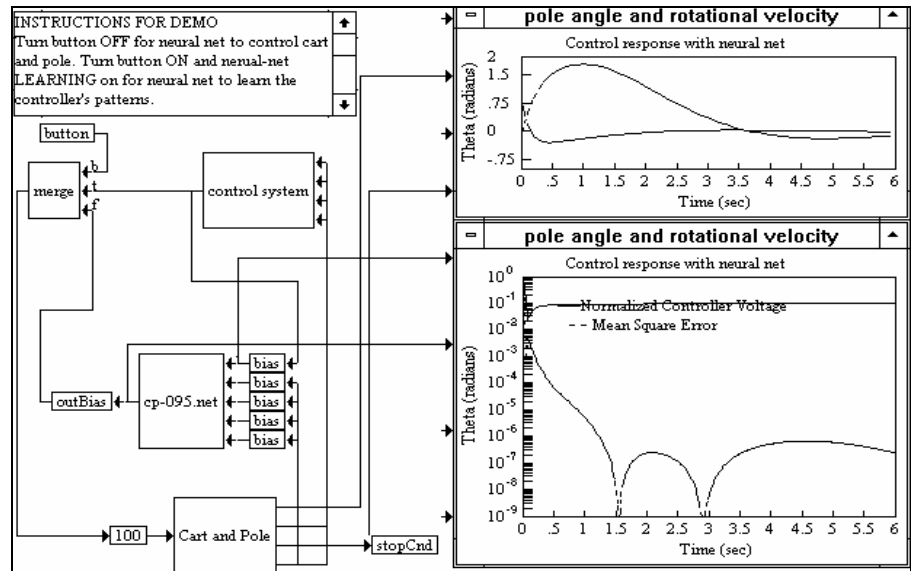 INSTRUCTIONS FOR DEMO
Turn button OFF for neural net to control cart
and pole. Turn button ON and nerual-net
LEARNING on for neural net to learn the
controller's patterns.
button
merge
b
t
f
control system
outBias
cp-095.net
bias
bias
bias
bias
bias
100
Cart and Pole
stopCnd
pole angle and rotational velocity
Control response with neural net
Theta (radians)
2
1.5
.75
0
-.75
0 .5 1 1.5 2 2.5 3 3.5 4 4.5 5 5.5 6
Time (sec)
pole angle and rotational velocity
Control response with neural net
Normalized Controller Voltage
Mean Square Error
Theta (radians)
10^0
10^-1
10^-2
10^-3
10^-4
10^-5
10^-6
10^-7
10^-8
10^-9
0 .5 1 1.5 2 2.5 3 3.5 4 4.5 5 5.5 6
Time (sec)